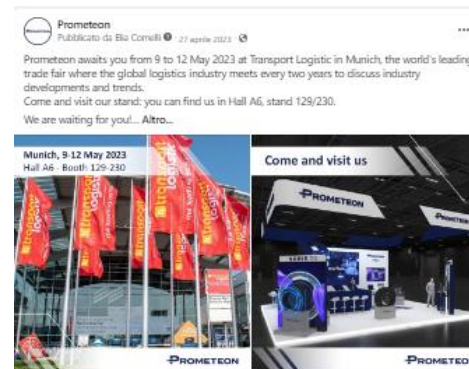 Prometeon
Pubblicato da Elia Comelli · 27 aprile 2023 ·
Prometeon awaits you from 9 to 12 May 2023 at Transport Logistic in Munich, the world's leading
trade fair where the global logistics industry meets every two years to discuss industry
developments and trends.
Come and visit our stand: you can find us in Hall A6, stand 129/230.
We are waiting for you!... Altro...
Munich, 9-12 May 2023
Hall A6 - Booth: 129-230
transport
logistic
PROMETEON
Come and visit us
PROMETEON
PROMETEON
PROMETEON